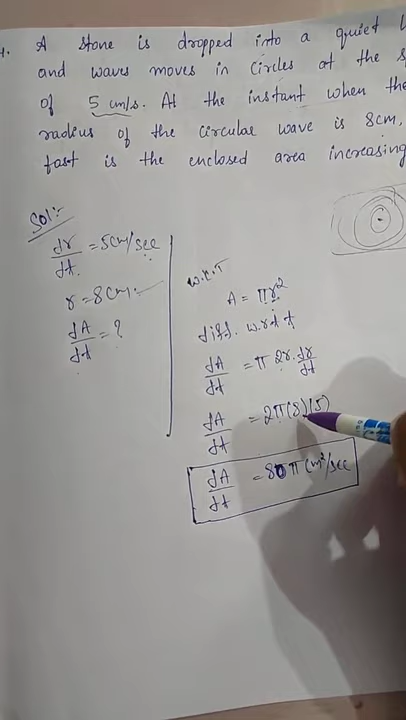 4. A stone is dropped into a quiet
and waves moves in circles at the
of 5 cm/s. At the instant when the
radius of the circular wave is 8cm,
fast is the enclosed area increasing
Sol:-
dr/dt = 5cm/sec
r = 8cm.
dA/dt = ?
w.k.T
A = πr²
diff. w.r.t t
dA/dt = π 2r. dr/dt
dA/dt = 2π(8)(5)
dA/dt = 80π cm²/sec